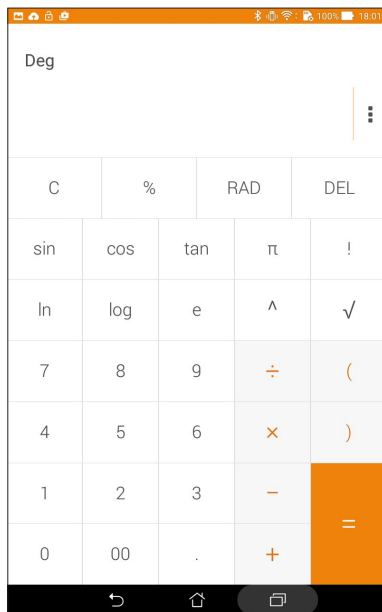 100% 18:01
Deg
C % RAD DEL
sin cos tan π !
ln log e ^ √
7 8 9 ÷ (
4 5 6 × )
1 2 3 −
=
0 00 . +